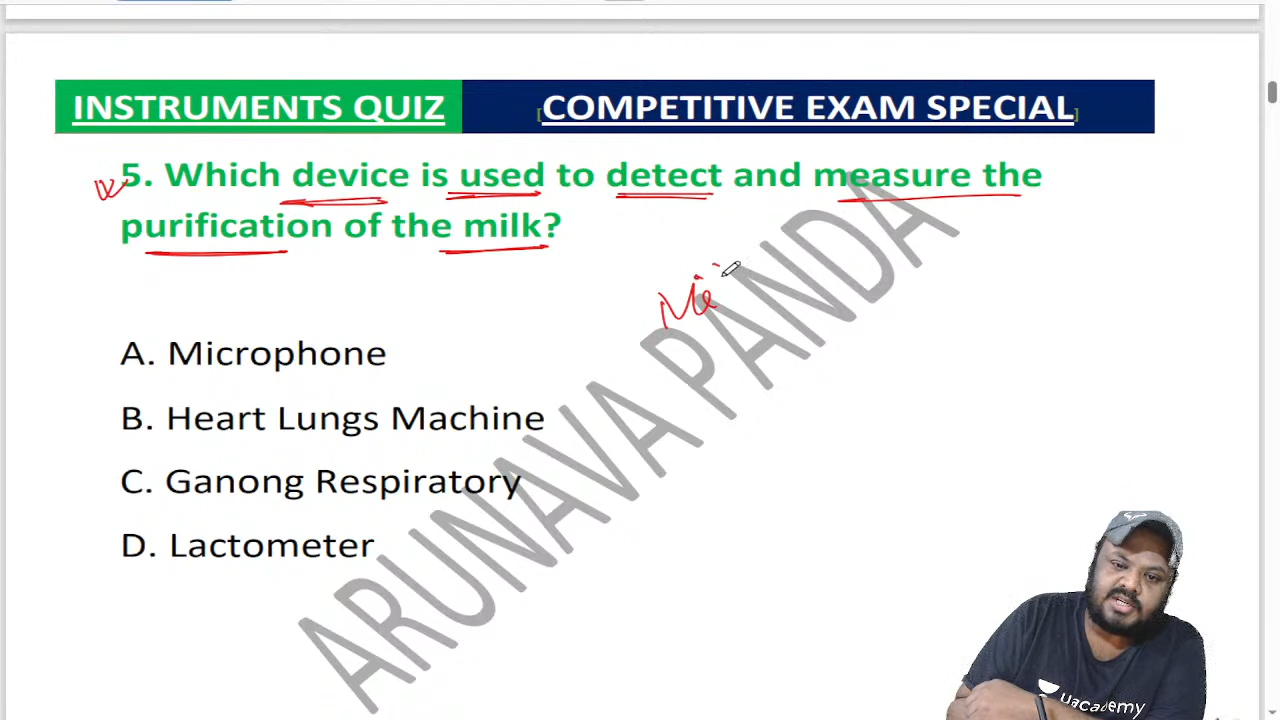 INSTRUMENTS QUIZ [COMPETITIVE EXAM SPECIAL]
5. Which device is used to detect and measure the
purification of the milk?
A. Microphone
B. Heart Lungs Machine
C. Ganong Respiratory
D. Lactometer
ARUNAVA PANDA
unacademy